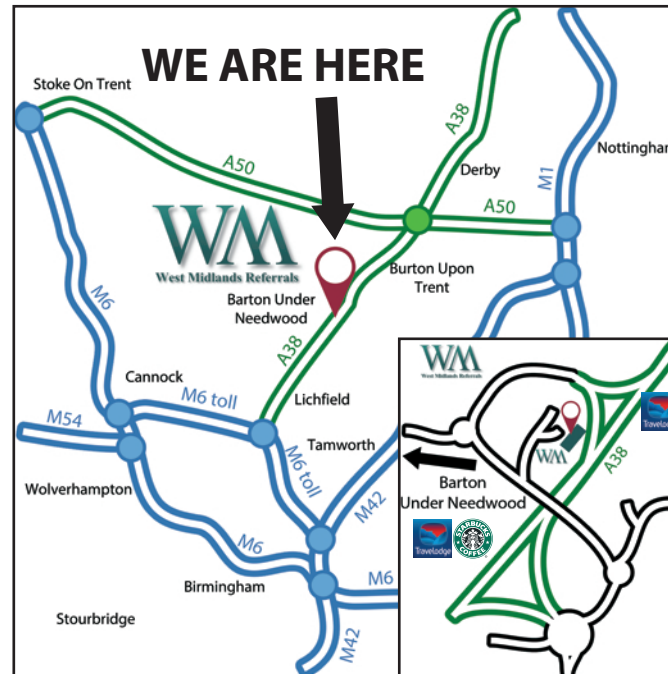 WE ARE HERE
Stoke On Trent
A38
Nottingham
A50
Derby
M1
A50
WM
West Midlands Referrals
Burton Upon
Trent
Barton Under
Needwood
M6
A38
Cannock
M6 toll
Lichfield
M54
Tamworth
M6 toll
Wolverhampton
M42
M6
Birmingham
M6
Stourbridge
M42
WM
West Midlands Referrals
Travelodge
WM
A38
Barton
Under Needwood
Travelodge
STARBUCKS
COFFEE